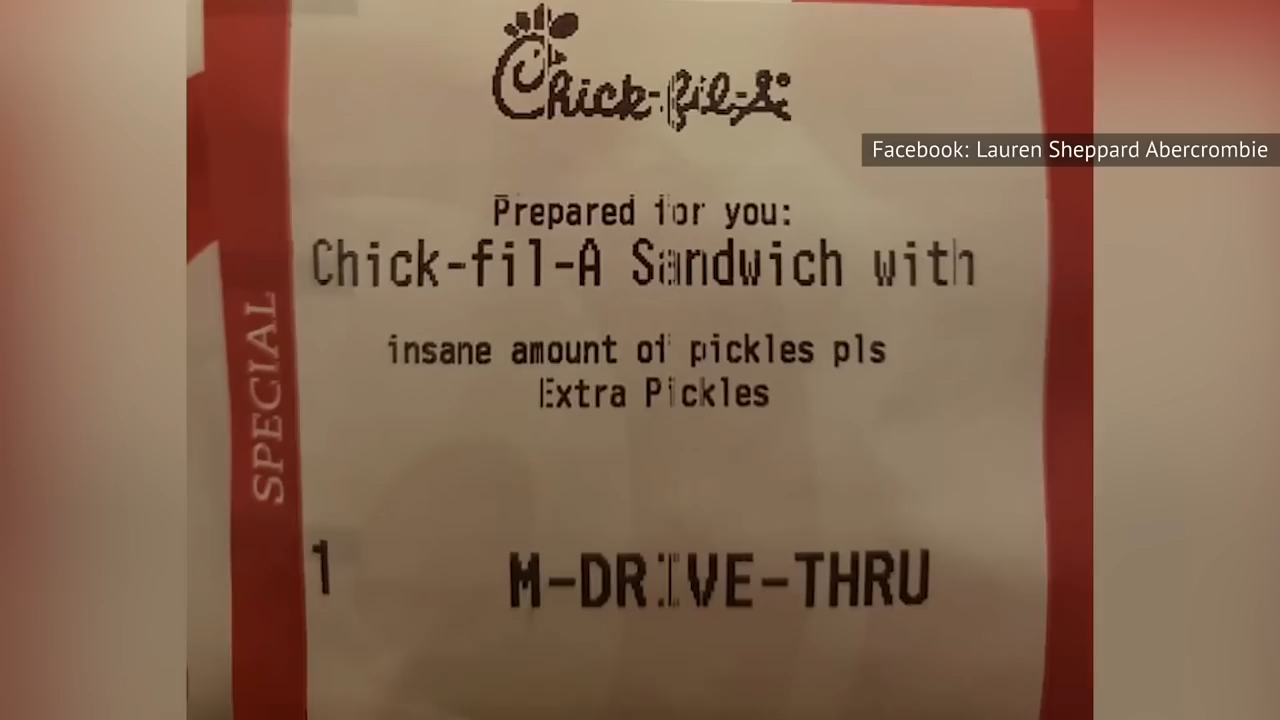 Chick-fil-A
Facebook: Lauren Sheppard Abercrombie
Prepared for you:
Chick-fil-A Sandwich with
insane amount of pickles pls
Extra Pickles
SPECIAL
1 M-DRIVE-THRU